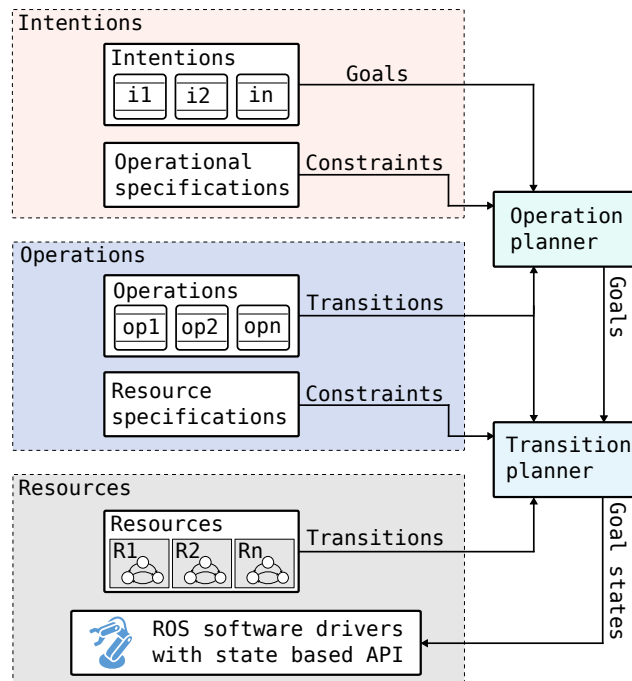 Intentions
Intentions
i1 i2 in
Goals
Operational
specifications
Constraints
Operation
planner
Operations
Operations
op1 op2 opn
Transitions
Goals
Resource
specifications
Constraints
Transition
planner
Resources
Resources
R1 R2 Rn
Transitions
Goal states
ROS software drivers
with state based API